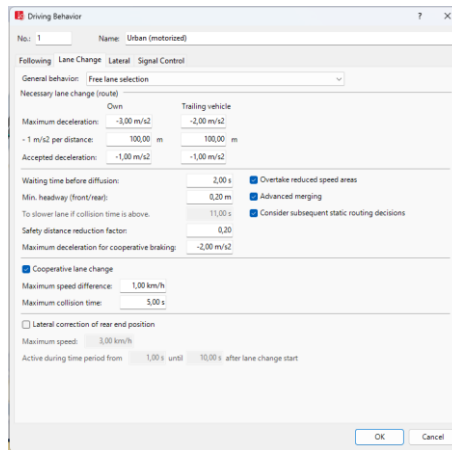 Driving Behavior ? ×
No.: 1 Name: Urban (motorized)
Following Lane Change Lateral Signal Control
General behavior: Free lane selection
Necessary lane change (route)
Own Trailing vehicle
Maximum deceleration: -3,00 m/s2 -2,00 m/s2
- 1 m/s2 per distance: 100,00 m 100,00 m
Accepted deceleration: -1,00 m/s2 -1,00 m/s2
Waiting time before diffusion: 2,00 s Overtake reduced speed areas
Min. headway (front/rear): 0,20 m Advanced merging
To slower lane if collision time is above. 11,00 s Consider subsequent static routing decisions
Safety distance reduction factor: 0,20
Maximum deceleration for cooperative braking: -2,00 m/s2
Cooperative lane change
Maximum speed difference: 1,00 km/h
Maximum collision time: 5,00 s
Lateral correction of rear end position
Maximum speed: 3,00 km/h
Active during time period from 1,00 s until 10,00 s after lane change start
OK Cancel